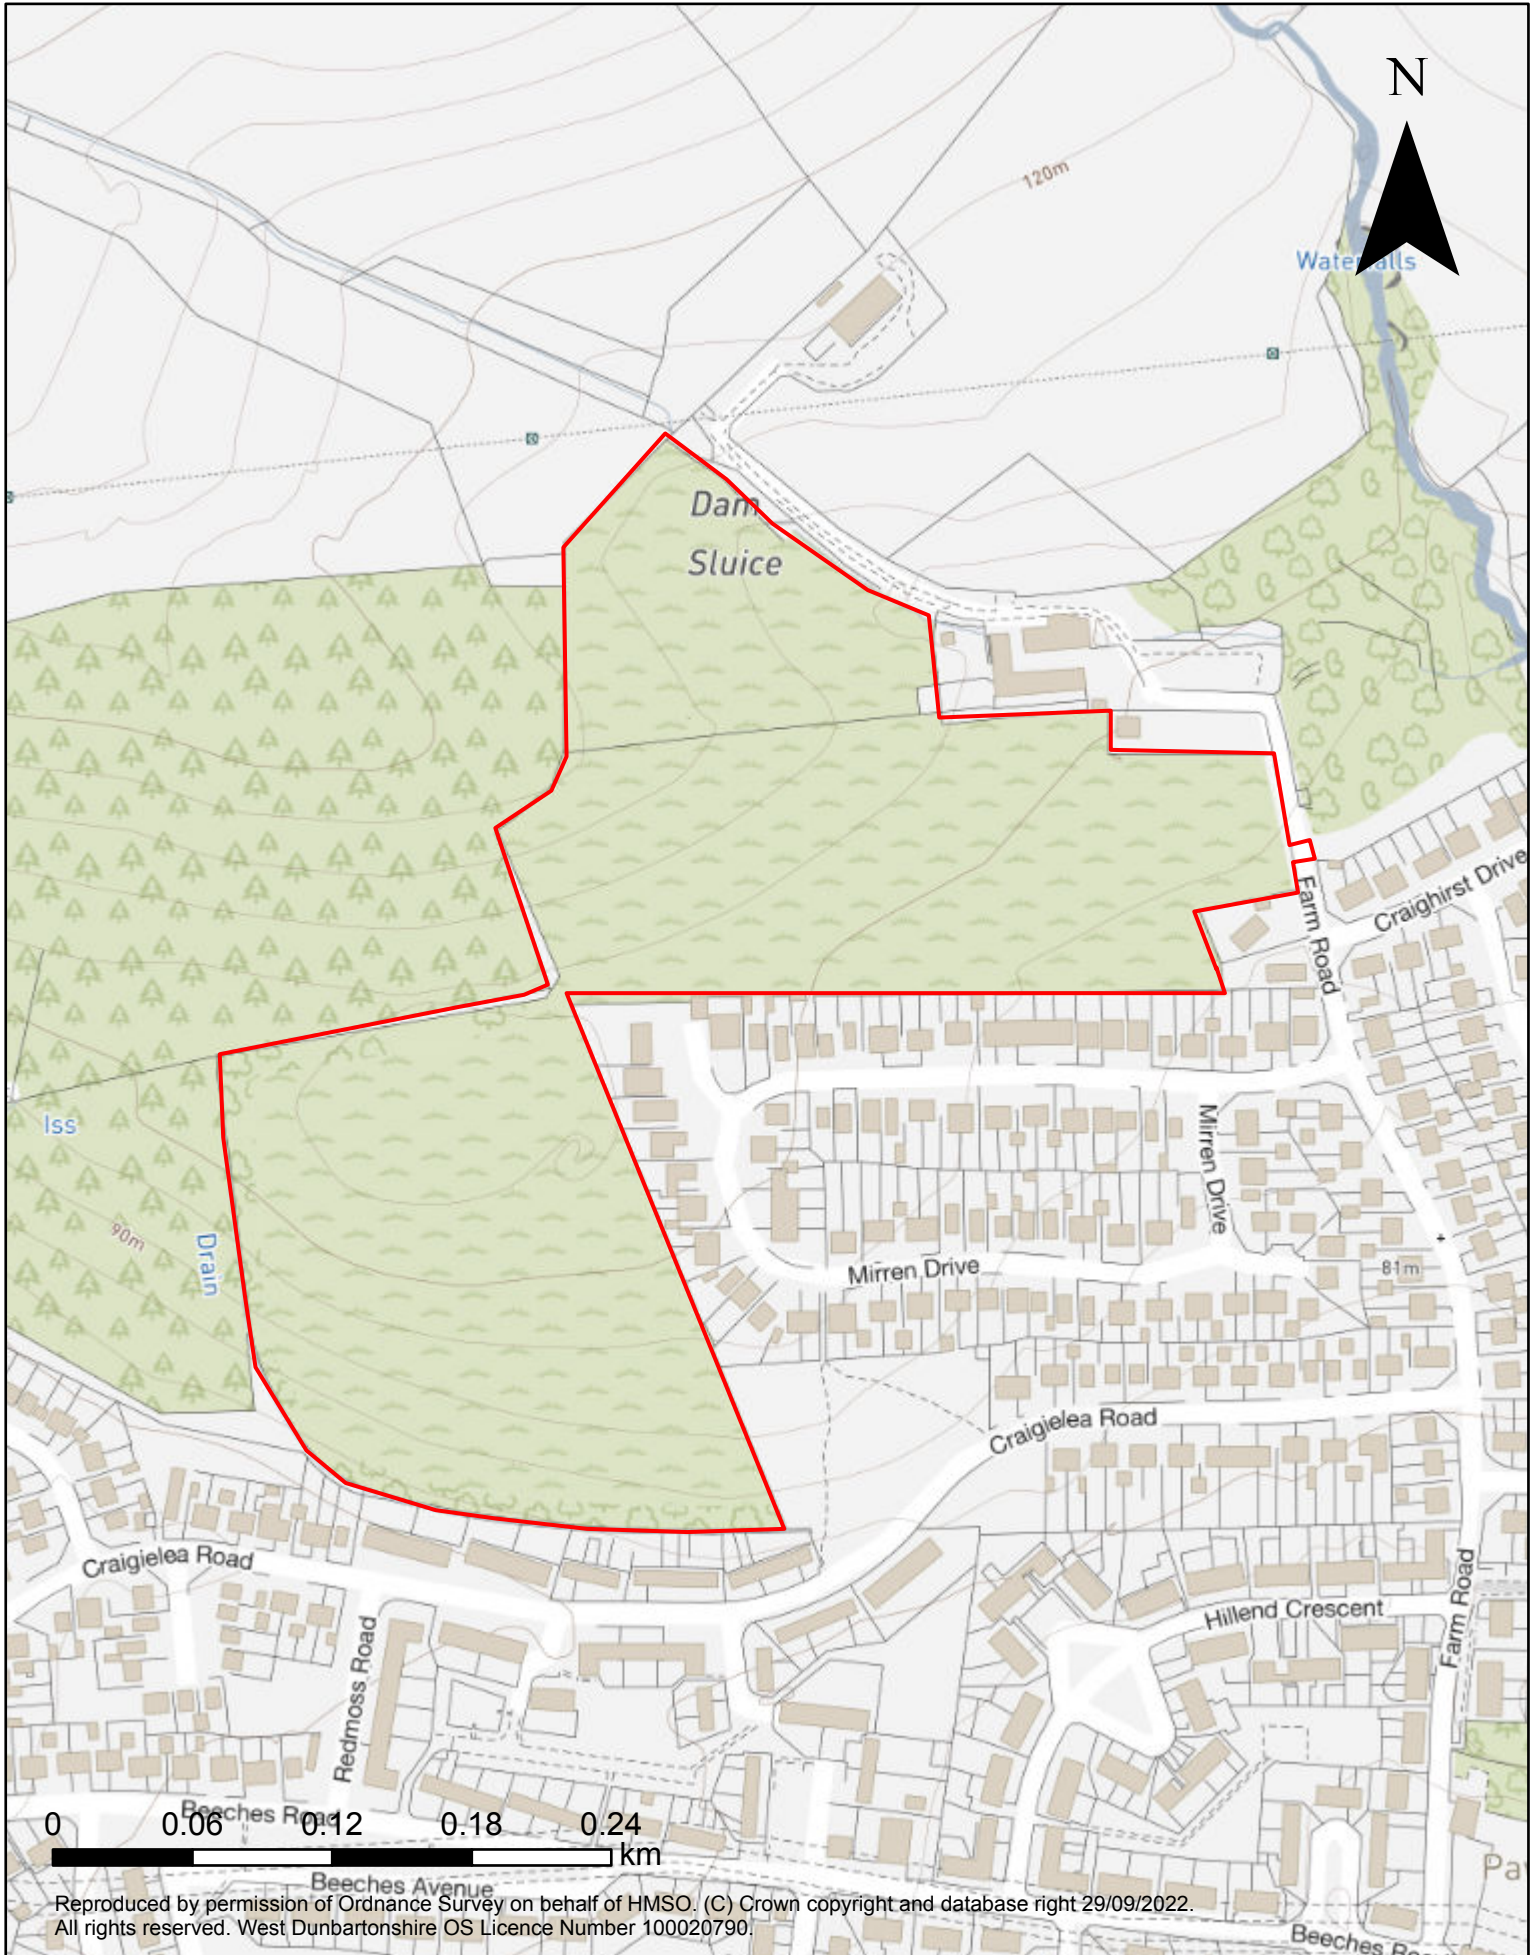 N
120m
Waterfalls
Dam
Sluice
Craighirst Drive
Farm Road
Iss
Mirren Drive
90m
Drain
Mirren Drive
81m
Craigielea Road
Craigielea Road
Farm Road
Hillend Crescent
Redmoss Road
Beeches Road
0 0.06 0.12 0.18 0.24
km
Beeches Avenue
Reproduced by permission of Ordnance Survey on behalf of HMSO. (C) Crown copyright and database right 29/09/2022.
All rights reserved. West Dunbartonshire OS Licence Number 100020790.
Beeches